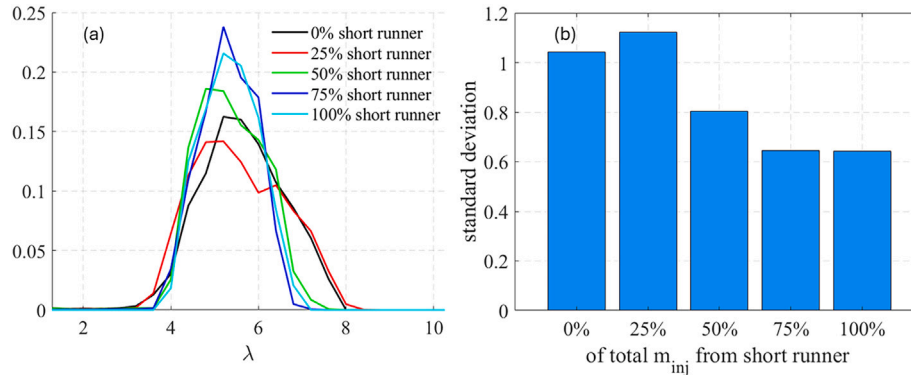 (a)
0.25
0.2
0.15
0.1
0.05
0
2
4
6
8
10
λ
0% short runner
25% short runner
50% short runner
75% short runner
100% short runner
(b)
standard deviation
1.2
1
0.8
0.6
0.4
0.2
0
0% 25% 50% 75% 100%
of total m_inj from short runner